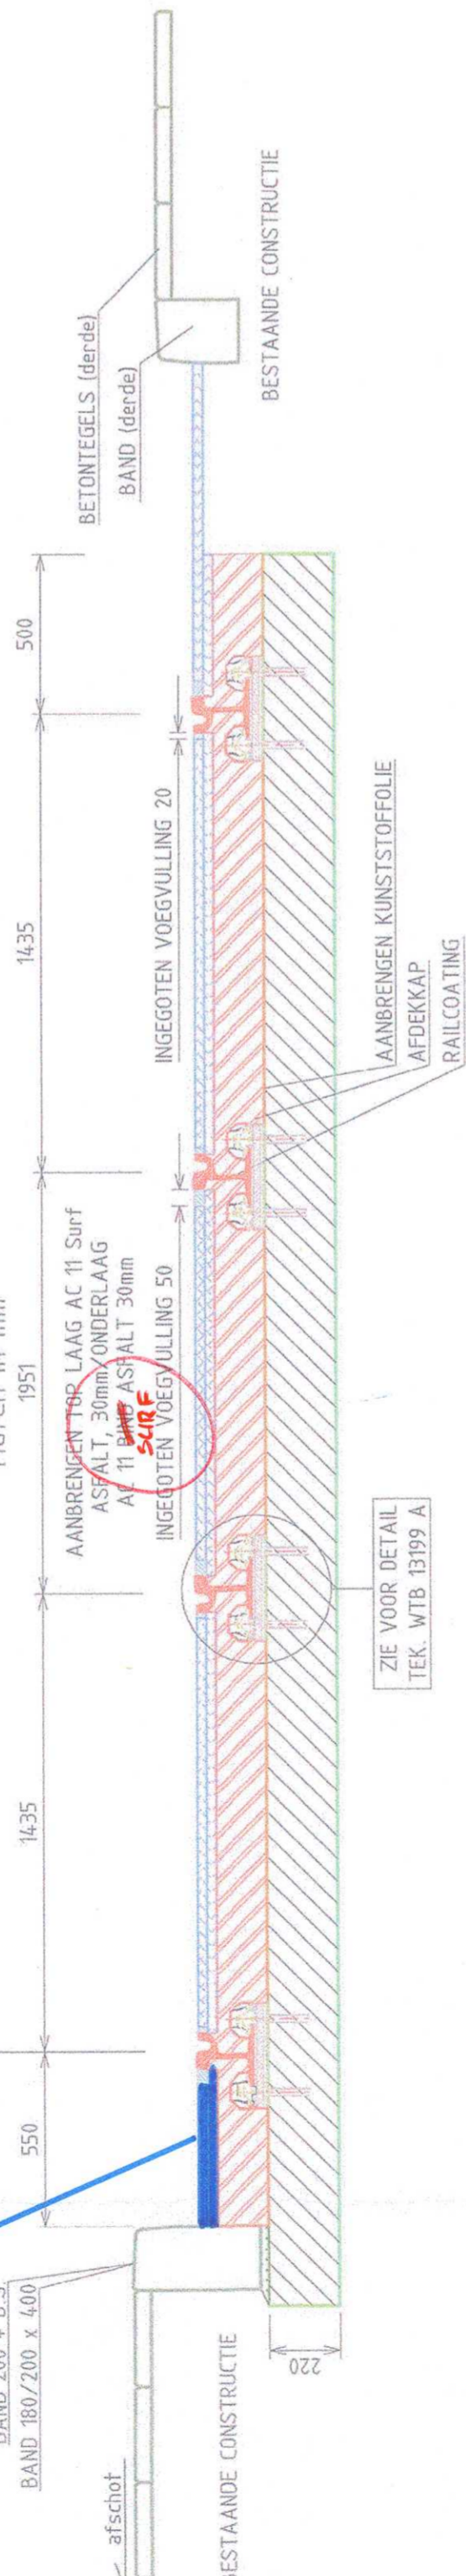 BETONTEGELS (derde)
BAND (derde)
BESTAANDE CONSTRUCTIE
500
1435
INGEGOTEN VOEGVULLING 20
AANBRENGEN KUNSTSTOFFOLIE
AFDEKKAP
RAILCOATING
1951
AANBRENGEN TOP LAAG AC 11 Surf
ASFALT, 30mm/ONDERLAAG
AC 11 BIND ASFALT 30mm
SURF
INGEGOTEN VOEGVULLING 50
ZIE VOOR DETAIL
TEK. WTB 13199 A
1435
550
BAND 180/200 x 400
220
afschot
BESTAANDE CONSTRUCTIE